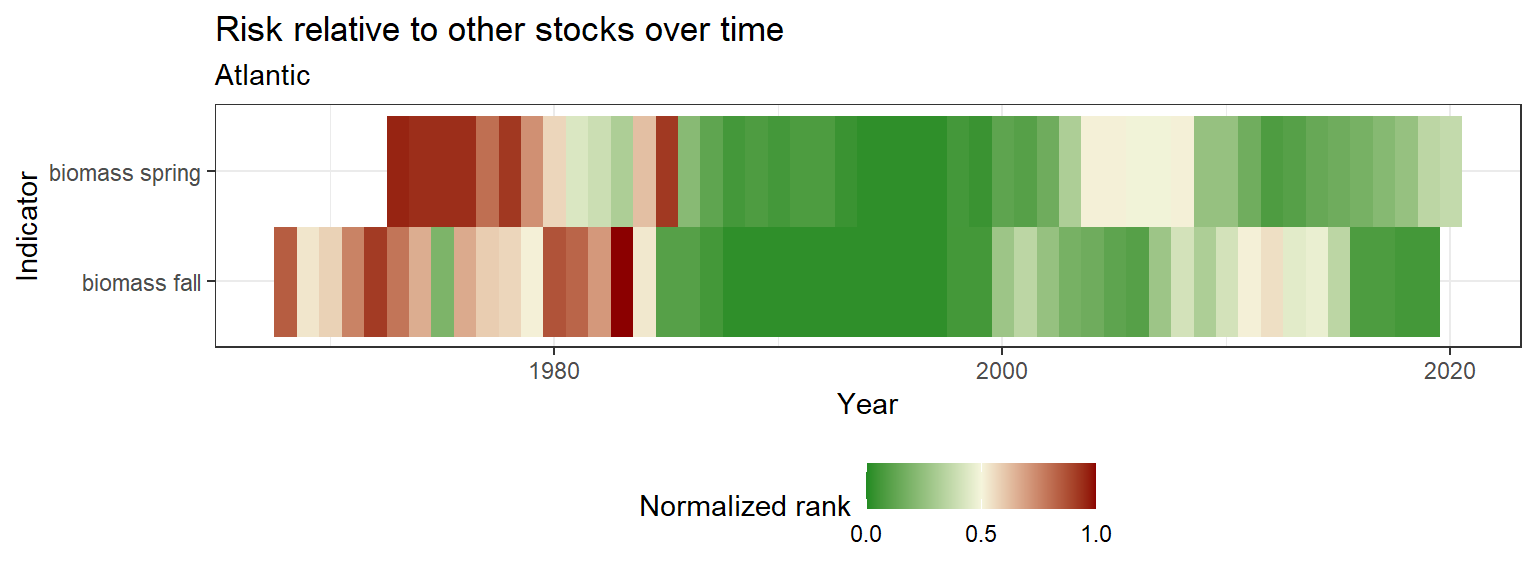 Risk relative to other stocks over time
Atlantic
Indicator
biomass spring
biomass fall
1980 2000 2020
Year
Normalized rank
0.0 0.5 1.0